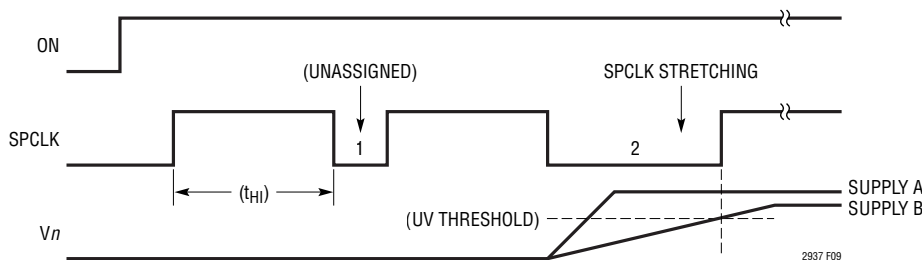 ON
(UNASSIGNED)
SPCLK STRETCHING
SPCLK
1
2
(tHI)
SUPPLY A
SUPPLY B
(UV THRESHOLD)
Vn
2937 F09